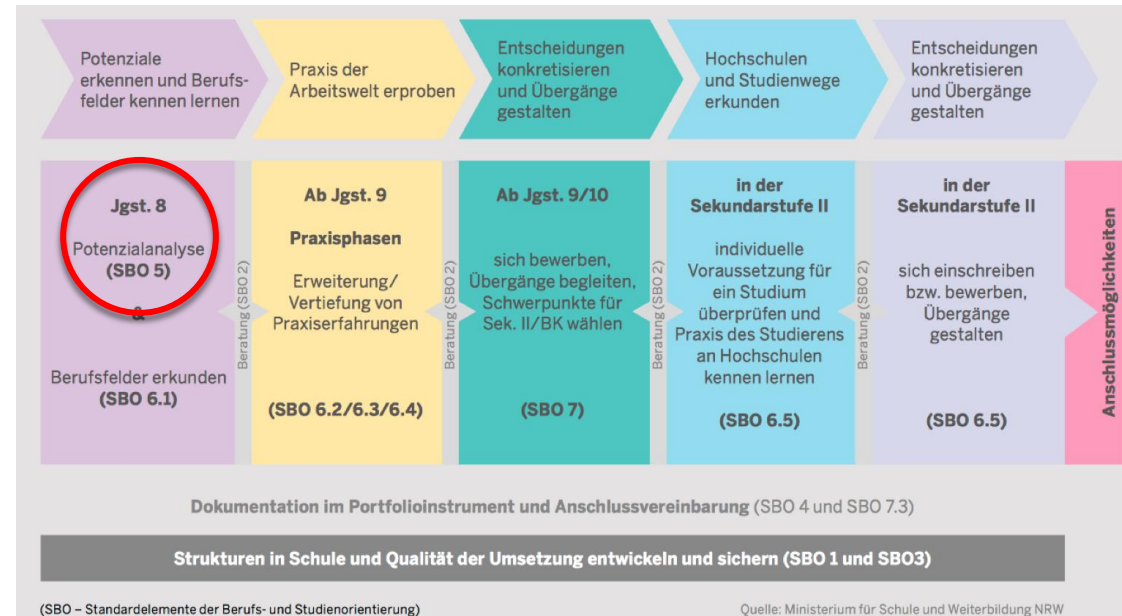 Potenziale
erkennen und Berufs-
felder kennen lernen
Praxis der
Arbeitswelt erproben
Entscheidungen
konkretisieren
und Übergänge
gestalten
Hochschulen
und Studienwege
erkunden
Entscheidungen
konkretisieren
und Übergänge
gestalten
Jgst. 8
Potenzialanalyse
(SBO 5)
&
Berufsfelder erkunden
(SBO 6.1)
Beratung (SBO 2)
Ab Jgst. 9
Praxisphasen
Erweiterung/
Vertiefung von
Praxiserfahrungen
(SBO 6.2/6.3/6.4)
Beratung (SBO 2)
Ab Jgst. 9/10
sich bewerben,
Übergänge begleiten,
Schwerpunkte für
Sek. II/BK wählen
(SBO 7)
Beratung (SBO 2)
in der
Sekundarstufe II
individuelle
Voraussetzung für
ein Studium
überprüfen und
Praxis des Studierens
an Hochschulen
kennen lernen
(SBO 6.5)
Beratung (SBO 2)
in der
Sekundarstufe II
sich einschreiben
bzw. bewerben,
Übergänge
gestalten
(SBO 6.5)
Anschlussmöglichkeiten
Dokumentation im Portfolioinstrument und Anschlussvereinbarung (SBO 4 und SBO 7.3)
Strukturen in Schule und Qualität der Umsetzung entwickeln und sichern (SBO 1 und SBO3)
(SBO – Standardelemente der Berufs- und Studienorientierung)
Quelle: Ministerium für Schule und Weiterbildung NRW